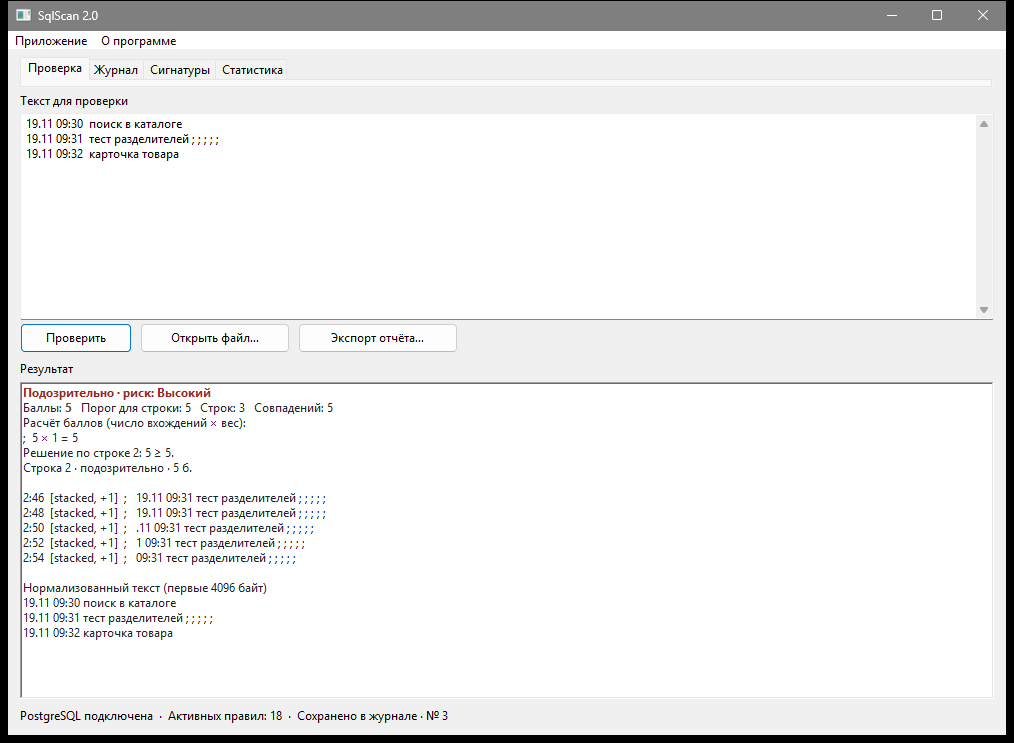 SqlScan 2.0
Приложение О программе
Проверка Журнал Сигнатуры Статистика
Текст для проверки
19.11 09:30 поиск в каталоге
19.11 09:31 тест разделителей ; ; ; ; ;
19.11 09:32 карточка товара
Проверить Открыть файл... Экспорт отчёта...
Результат
Подозрительно · риск: Высокий
Баллы: 5 Порог для строки: 5 Строк: 3 Совпадений: 5
Расчёт баллов (число вхождений × вес):
; 5 × 1 = 5
Решение по строке 2: 5 ≥ 5.
Строка 2 · подозрительно · 5 б.
2:46 [stacked, +1] ; 19.11 09:31 тест разделителей ; ; ; ; ;
2:48 [stacked, +1] ; 19.11 09:31 тест разделителей ; ; ; ; ;
2:50 [stacked, +1] ; .11 09:31 тест разделителей ; ; ; ; ;
2:52 [stacked, +1] ; 1 09:31 тест разделителей ; ; ; ; ;
2:54 [stacked, +1] ; 09:31 тест разделителей ; ; ; ; ;
Нормализованный текст (первые 4096 байт)
19.11 09:30 поиск в каталоге
19.11 09:31 тест разделителей ; ; ; ; ;
19.11 09:32 карточка товара
PostgreSQL подключена · Активных правил: 18 · Сохранено в журнале · № 3